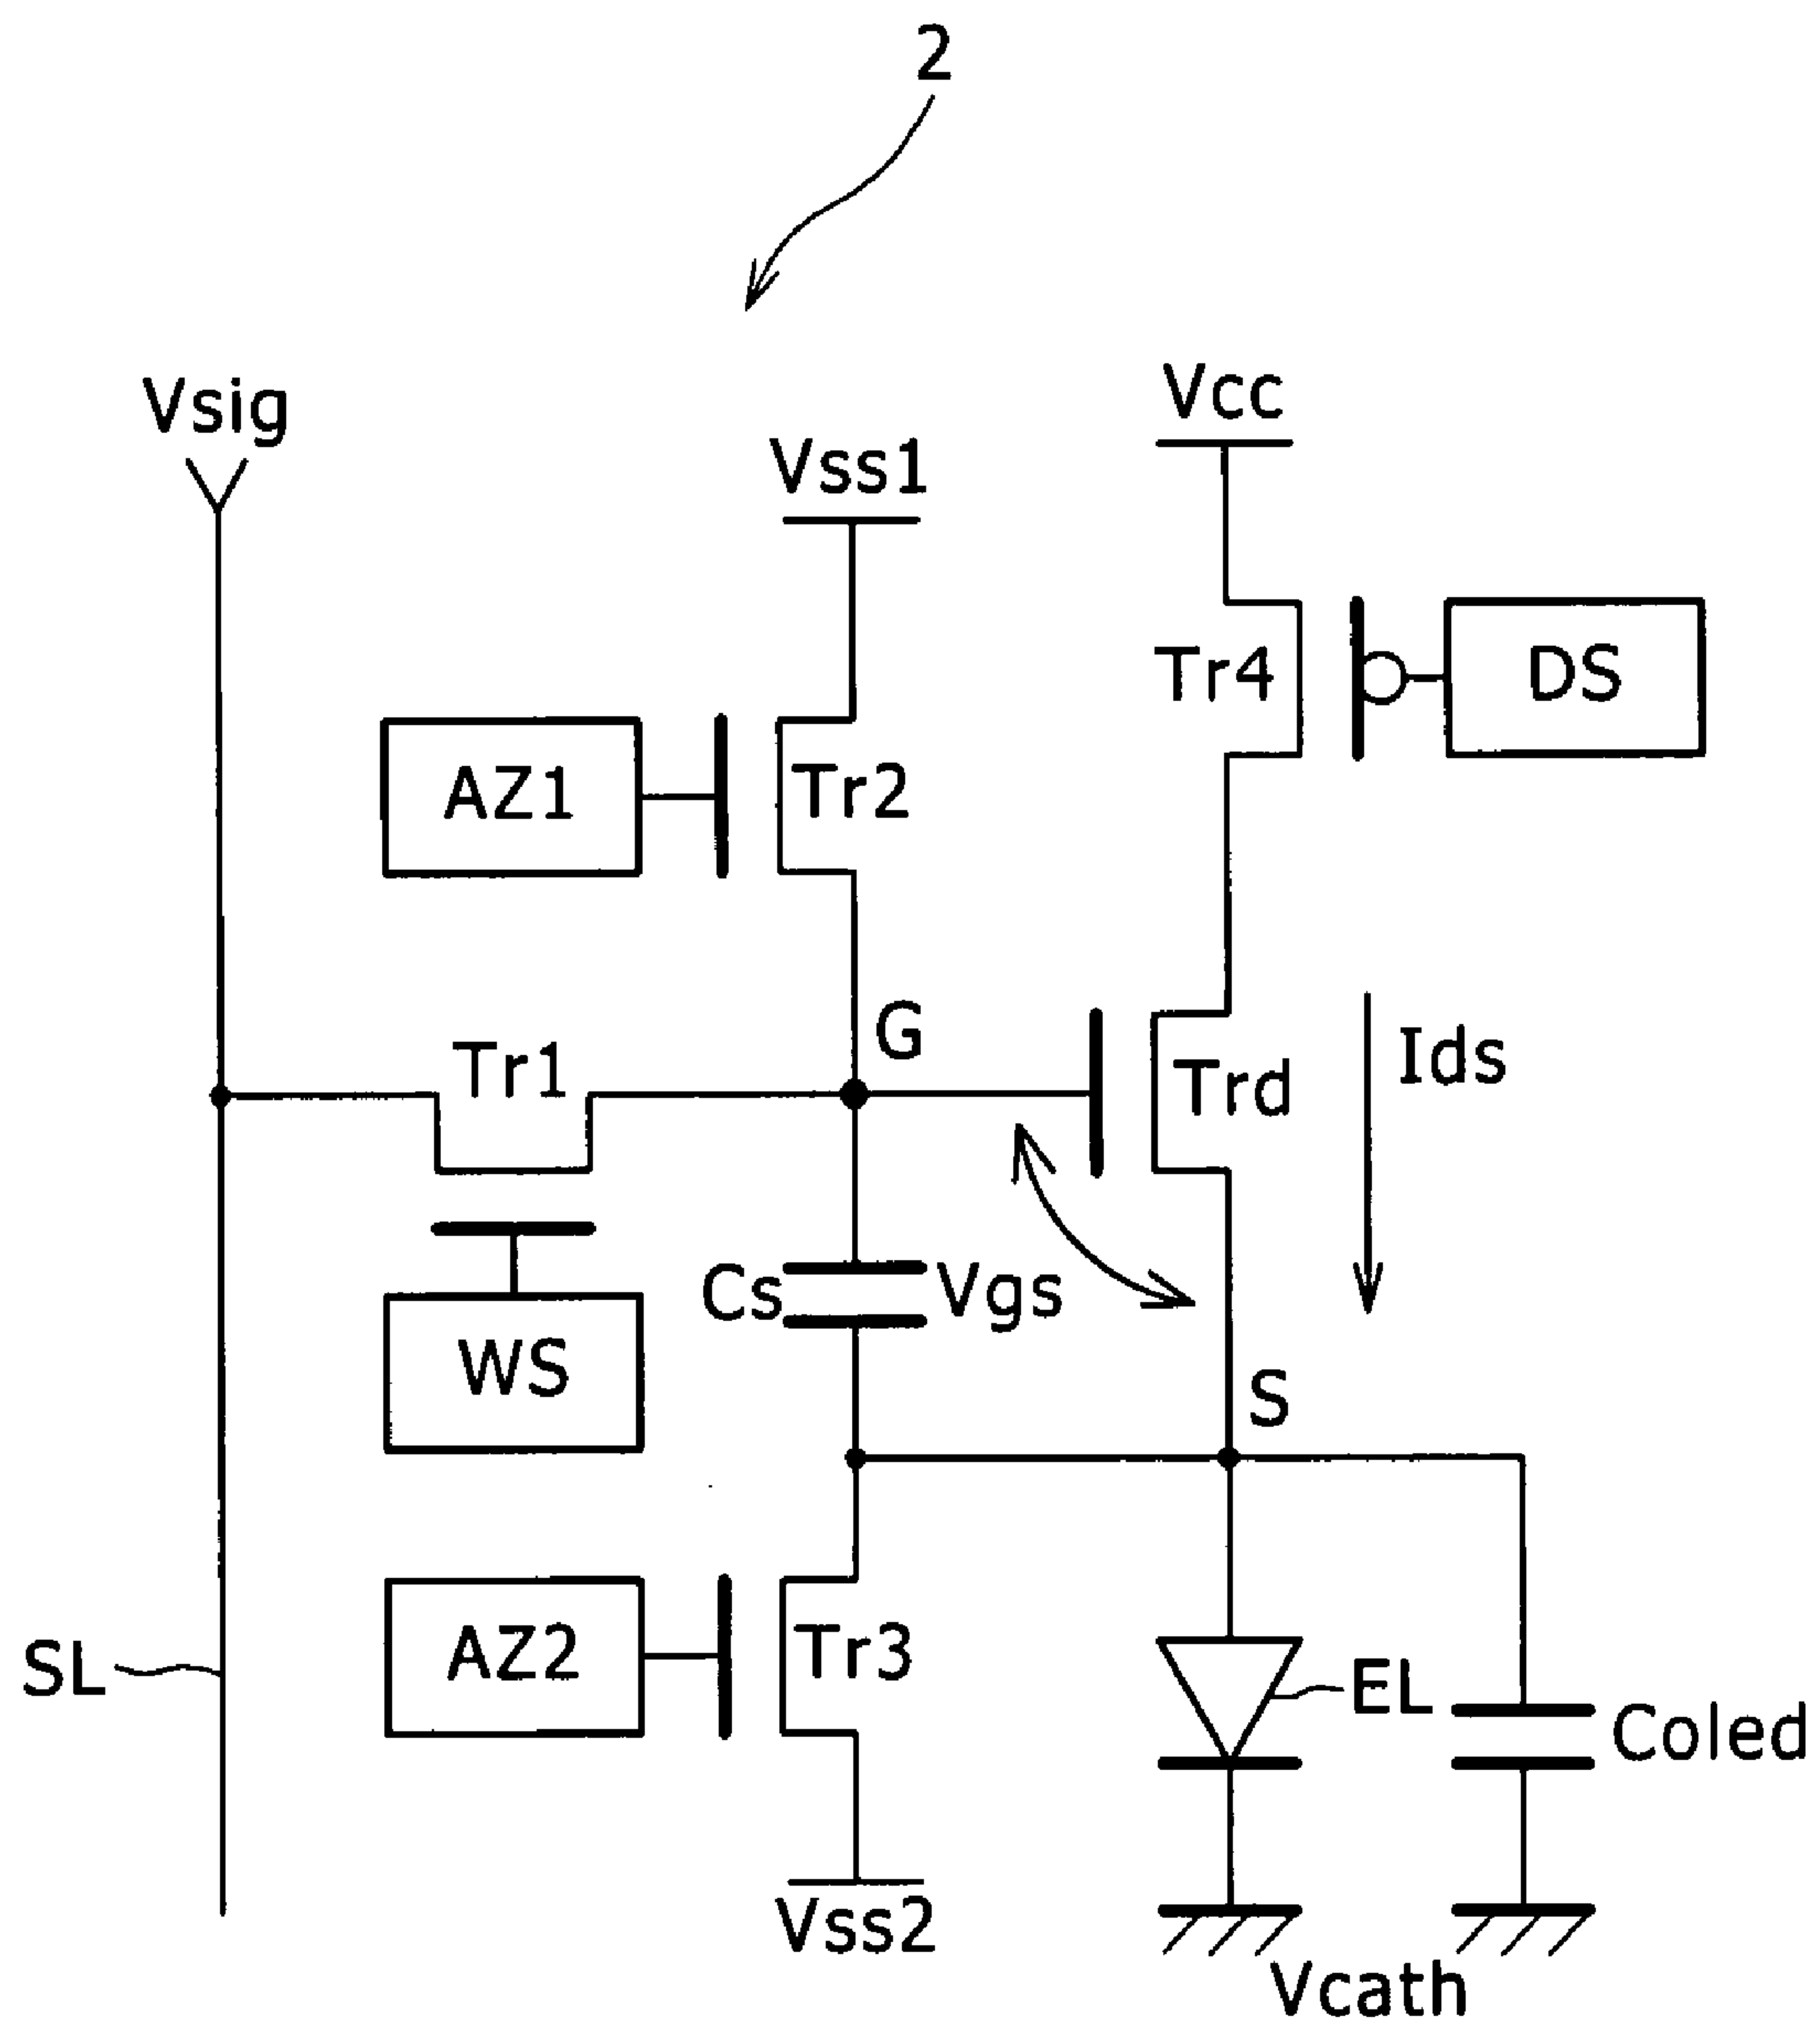 2
Vsig
Vcc
Vss1
Tr4
DS
AZ1
Tr2
G
Ids
Tr1
Trd
Cs
Vgs
WS
S
AZ2
Tr3
SL
EL
Coled
Vss2
Vcath